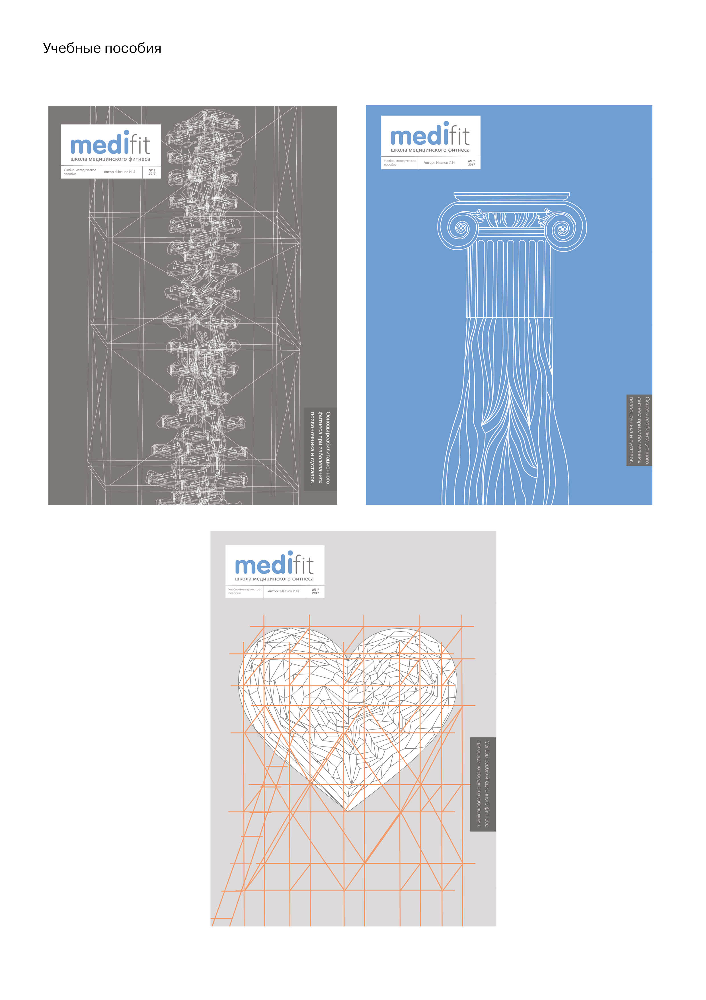 Учебные пособия
medifit
школа медицинского фитнеса
Учебно-методическое
пособие
Автор : Иванов И.И
№ 1
2017
Основы реабилитационного
фитнеса при заболеваниях
позвоночника и суставов.
medifit
школа медицинского фитнеса
Учебно-методическое
пособие
Автор : Иванов И.И
№ 1
2017
Основы реабилитационного
фитнеса при заболеваниях
позвоночника и суставов.
medifit
школа медицинского фитнеса
Учебно-методическое
пособие
Автор : Иванов И.И
№ 1
2017
Основы реабилитационного фитнеса
при сердечно-сосудистых заболеваниях